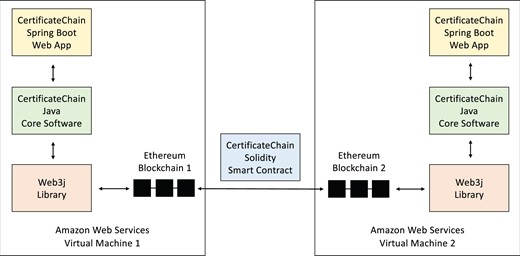 CertificateChain
Spring Boot
Web App
CertificateChain
Java
Core Software
Web3j
Library
Ethereum
Blockchain 1
Amazon Web Services
Virtual Machine 1
CertificateChain
Solidity
Smart Contract
CertificateChain
Spring Boot
Web App
CertificateChain
Java
Core Software
Ethereum
Blockchain 2
Web3j
Library
Amazon Web Services
Virtual Machine 2